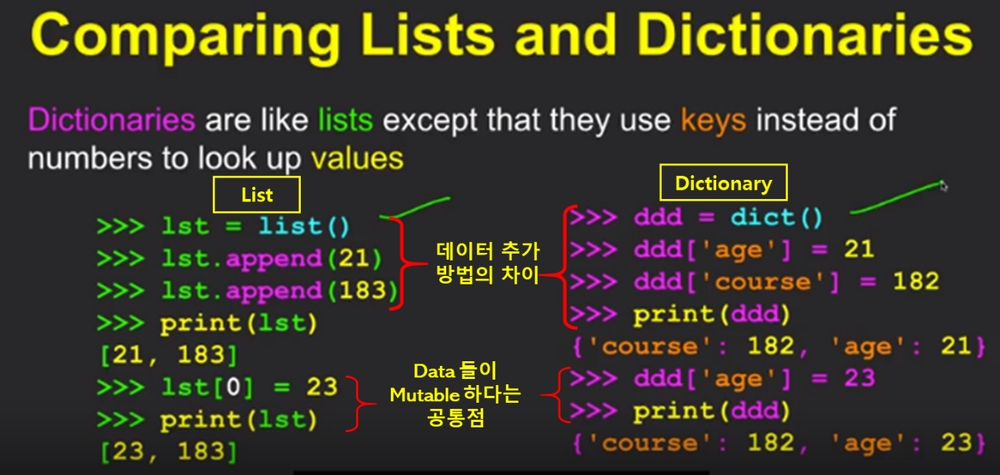 Comparing Lists and Dictionaries
Dictionaries are like lists except that they use keys instead of
numbers to look up values
List
>>> lst = list()
>>> lst.append(21)
>>> lst.append(183)
>>> print(lst)
[21, 183]
>>> lst[0] = 23
>>> print(lst)
[23, 183]
데이터 추가
방법의 차이
Data 들이
Mutable 하다는
공통점
Dictionary
>>> ddd = dict()
>>> ddd['age'] = 21
>>> ddd['course'] = 182
>>> print(ddd)
{'course': 182, 'age': 21}
>>> ddd['age'] = 23
>>> print(ddd)
{'course': 182, 'age': 23}